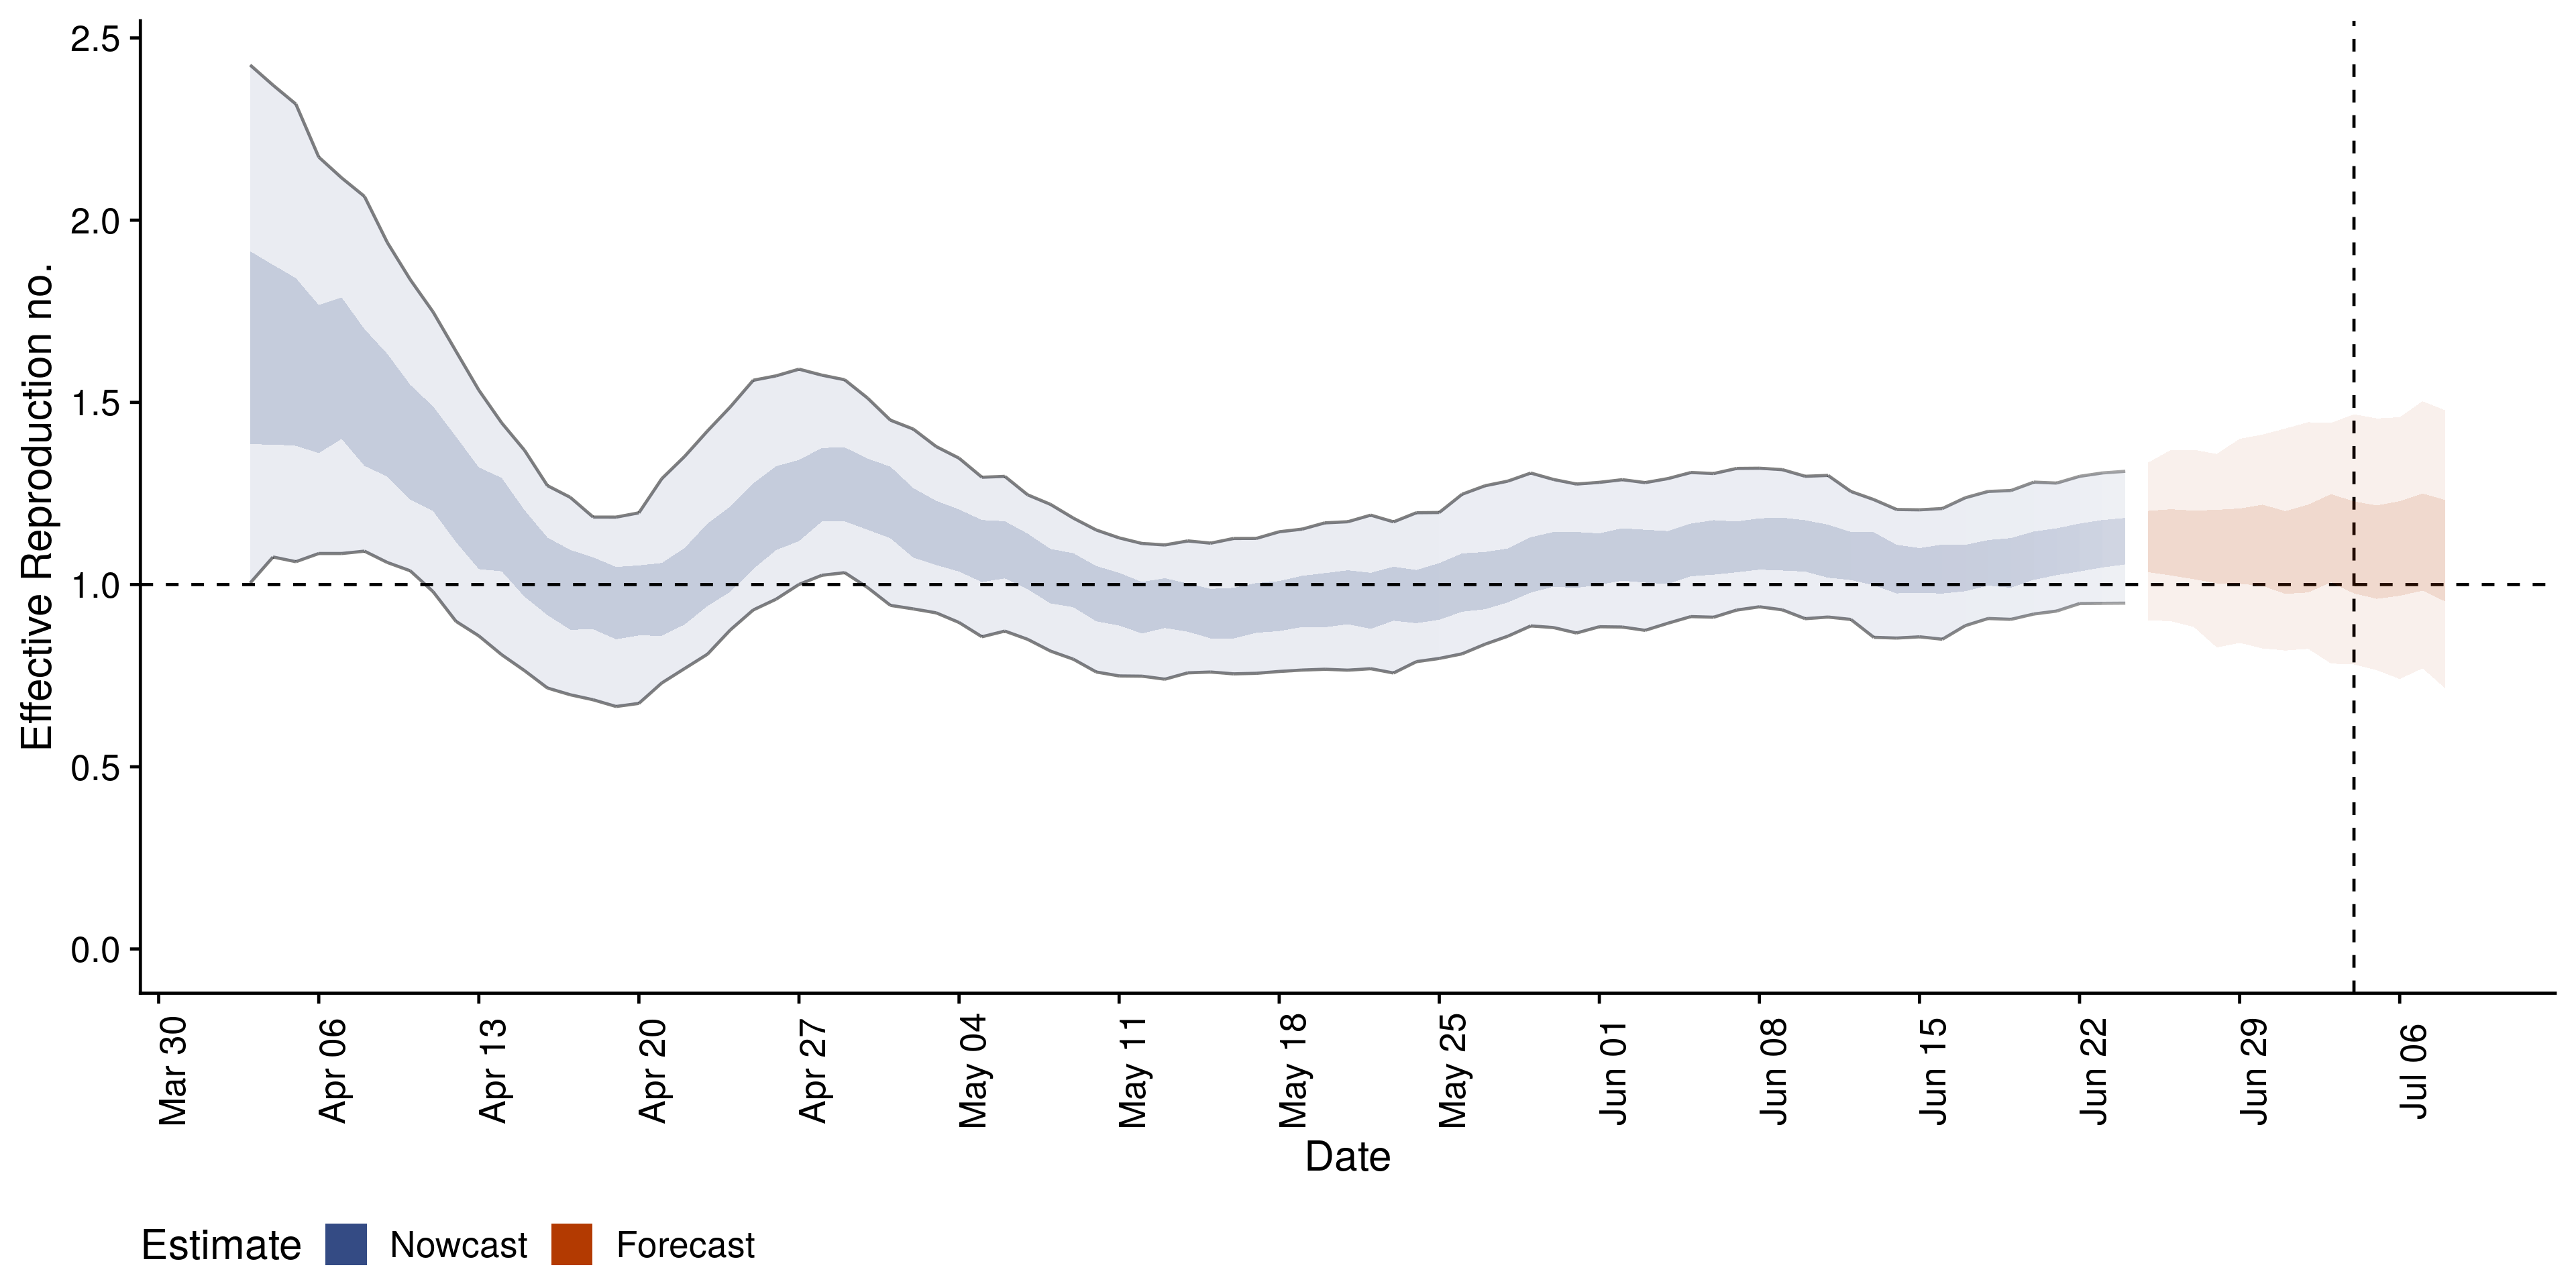 Effective Reproduction no.
2.5
2.0
1.5
1.0
0.5
0.0
Mar 30
Apr 06
Apr 13
Apr 20
Apr 27
May 04
May 11
May 18
May 25
Jun 01
Jun 08
Jun 15
Jun 22
Jun 29
Jul 06
Date
Estimate Nowcast Forecast